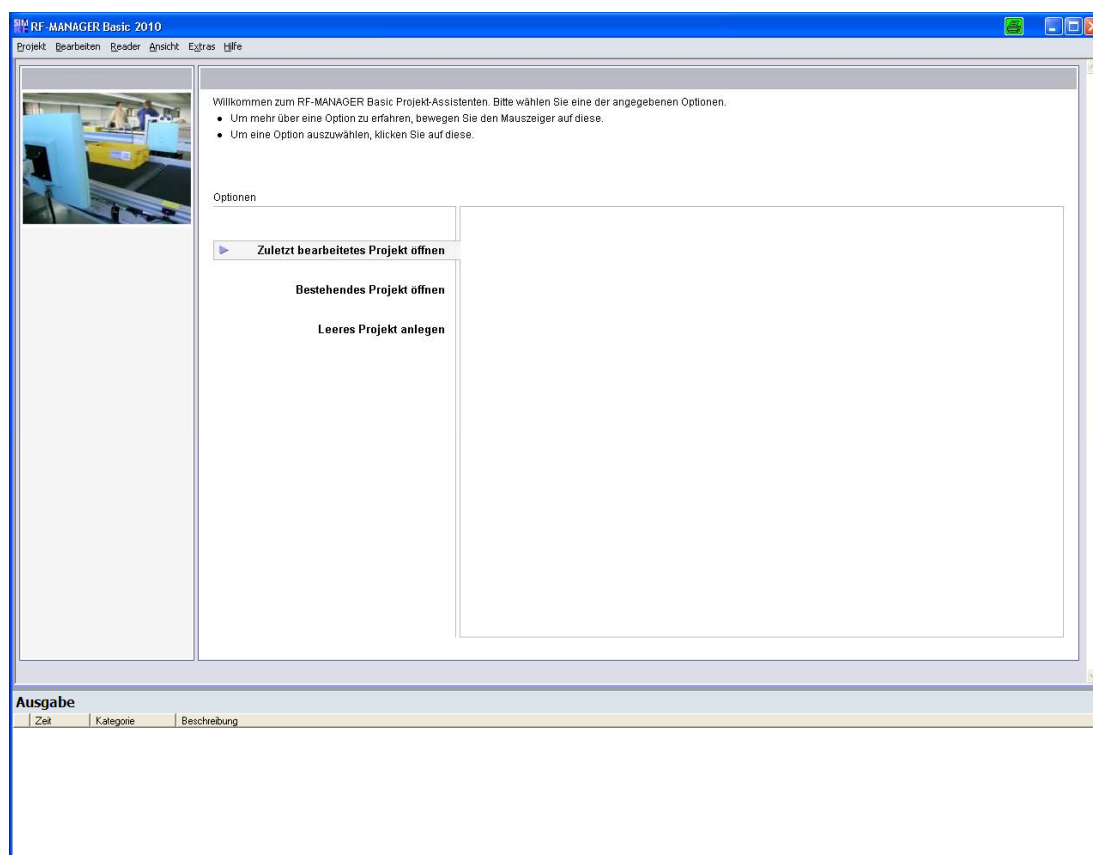 RF-MANAGER Basic 2010
Projekt Bearbeiten Reader Ansicht Extras Hilfe
Willkommen zum RF-MANAGER Basic Projekt-Assistenten. Bitte wählen Sie eine der angegebenen Optionen.
• Um mehr über eine Option zu erfahren, bewegen Sie den Mauszeiger auf diese.
• Um eine Option auszuwählen, klicken Sie auf diese.
Optionen
Zuletzt bearbeitetes Projekt öffnen
Bestehendes Projekt öffnen
Leeres Projekt anlegen
Ausgabe
Zeit Kategorie Beschreibung